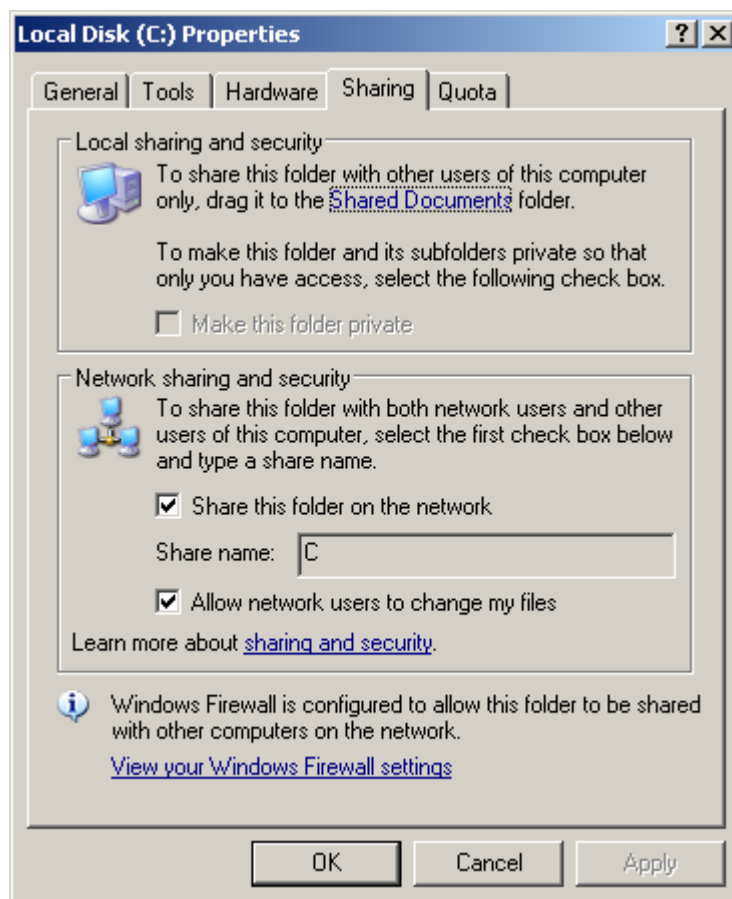 Local Disk (C:) Properties
General Tools Hardware Sharing Quota
Local sharing and security
To share this folder with other users of this computer
only, drag it to the Shared Documents folder.
To make this folder and its subfolders private so that
only you have access, select the following check box.
Make this folder private
Network sharing and security
To share this folder with both network users and other
users of this computer, select the first check box below
and type a share name.
Share this folder on the network
Share name: C
Allow network users to change my files
Learn more about sharing and security.
Windows Firewall is configured to allow this folder to be shared
with other computers on the network.
View your Windows Firewall settings
OK Cancel Apply